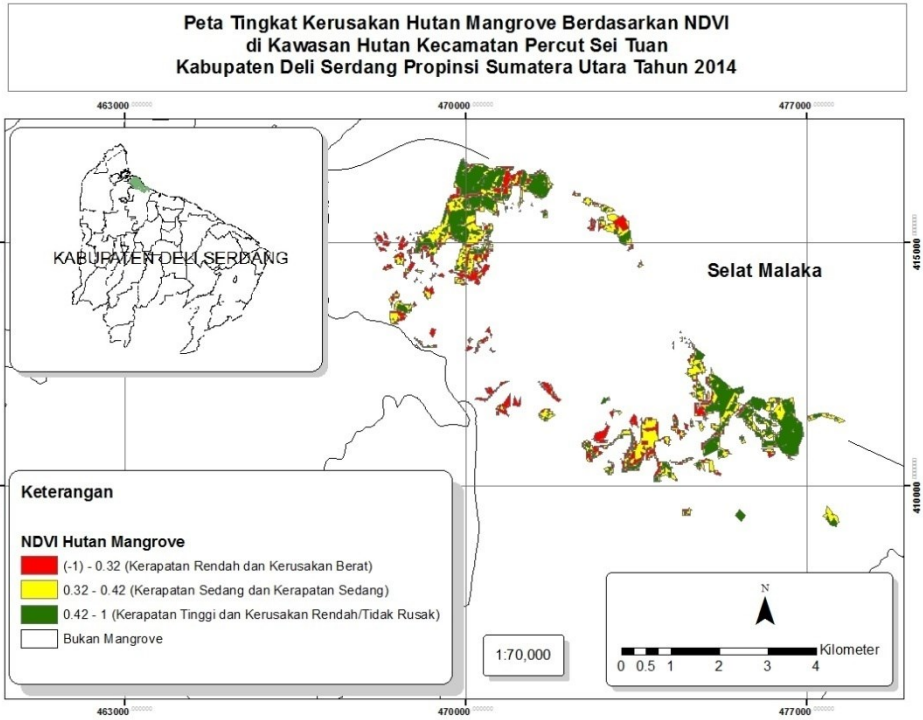 Peta Tingkat Kerusakan Hutan Mangrove Berdasarkan NDVI
di Kawasan Hutan Kecamatan Percut Sei Tuan
Kabupaten Deli Serdang Propinsi Sumatera Utara Tahun 2014
463000
470000
477000
KABUPATEN DELI SERDANG
415000
Selat Malaka
410000
Keterangan
NDVI Hutan Mangrove
(-1) - 0.32 (Kerapatan Rendah dan Kerusakan Berat)
0.32 - 0.42 (Kerapatan Sedang dan Kerapatan Sedang)
0.42 - 1 (Kerapatan Tinggi dan Kerusakan Rendah/Tidak Rusak)
Bukan Mangrove
1:70,000
N
Kilometer
0 0.5 1 2 3 4
463000
470000
477000